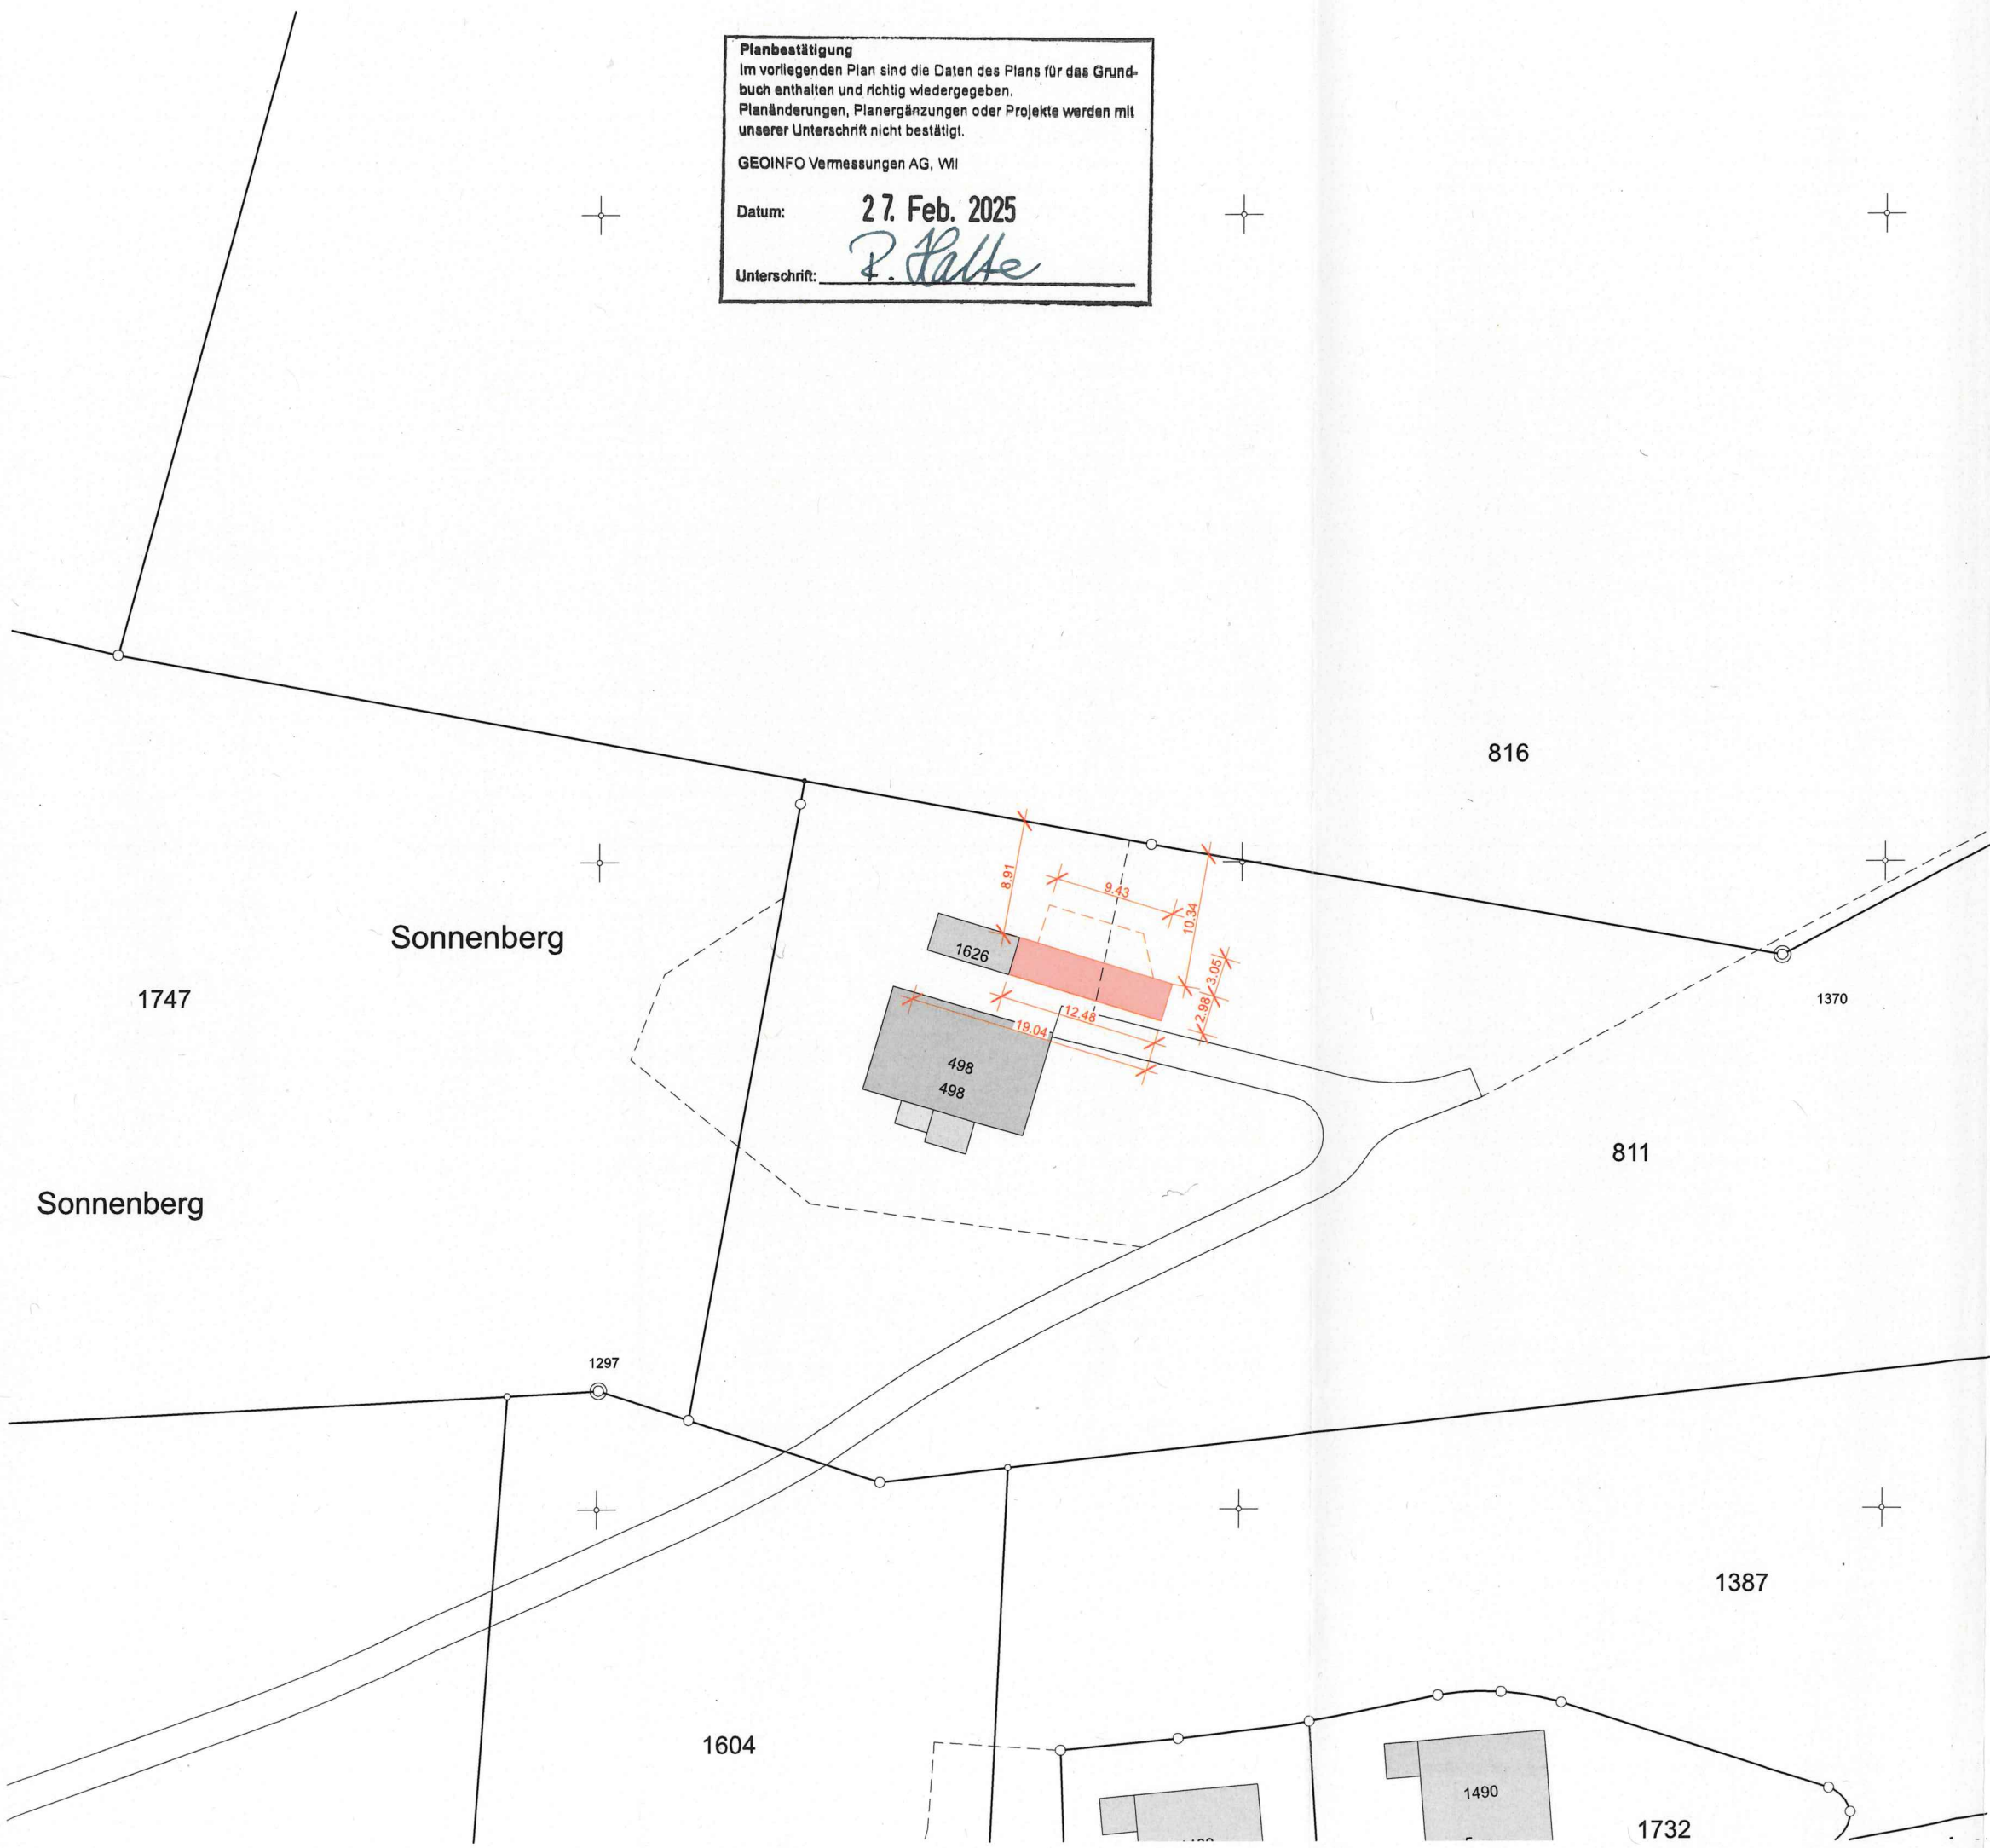 Planbestätigung
Im vorliegenden Plan sind die Daten des Plans für das Grund-
buch enthalten und richtig wiedergegeben.
Planänderungen, Planergänzungen oder Projekte werden mit
unserer Unterschrift nicht bestätigt.
GEOINFO Vermessungen AG, Wil
Datum: 27. Feb. 2025
Unterschrift:
816
8.91
9.43
10.34
Sonnenberg
1626
3.05
2.98
1747
12.48
19.04
1370
498
498
811
Sonnenberg
1297
1387
1604
1490
1732